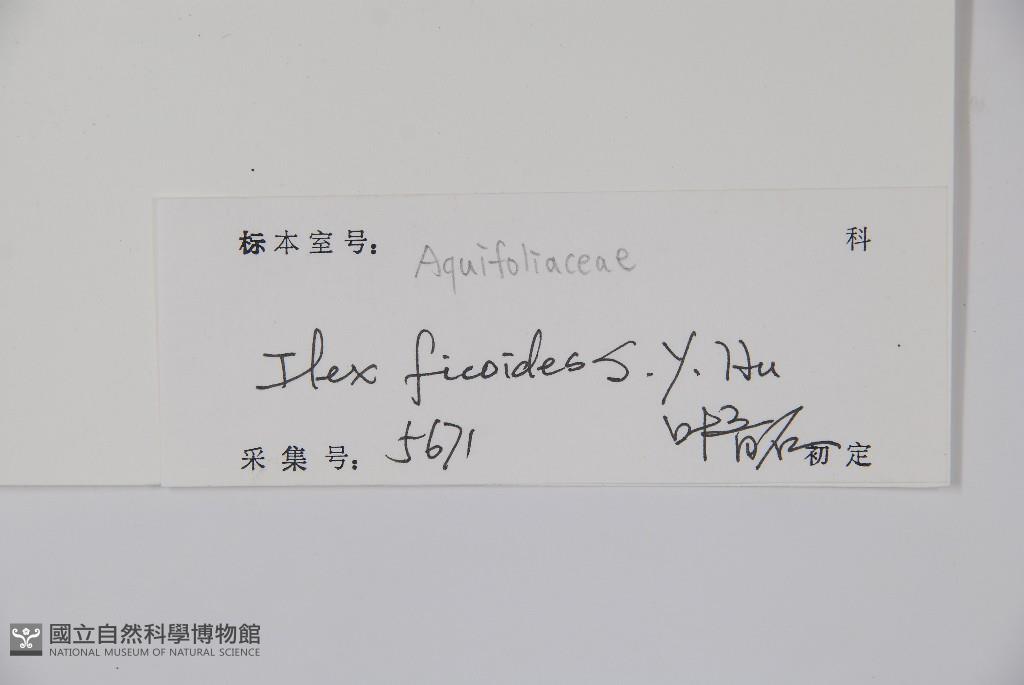 标本室号: Aquifoliaceae 科
Ilex ficoides S. Y. Hu
采集号: 5671 初定
國立自然科學博物館
NATIONAL MUSEUM OF NATURAL SCIENCE